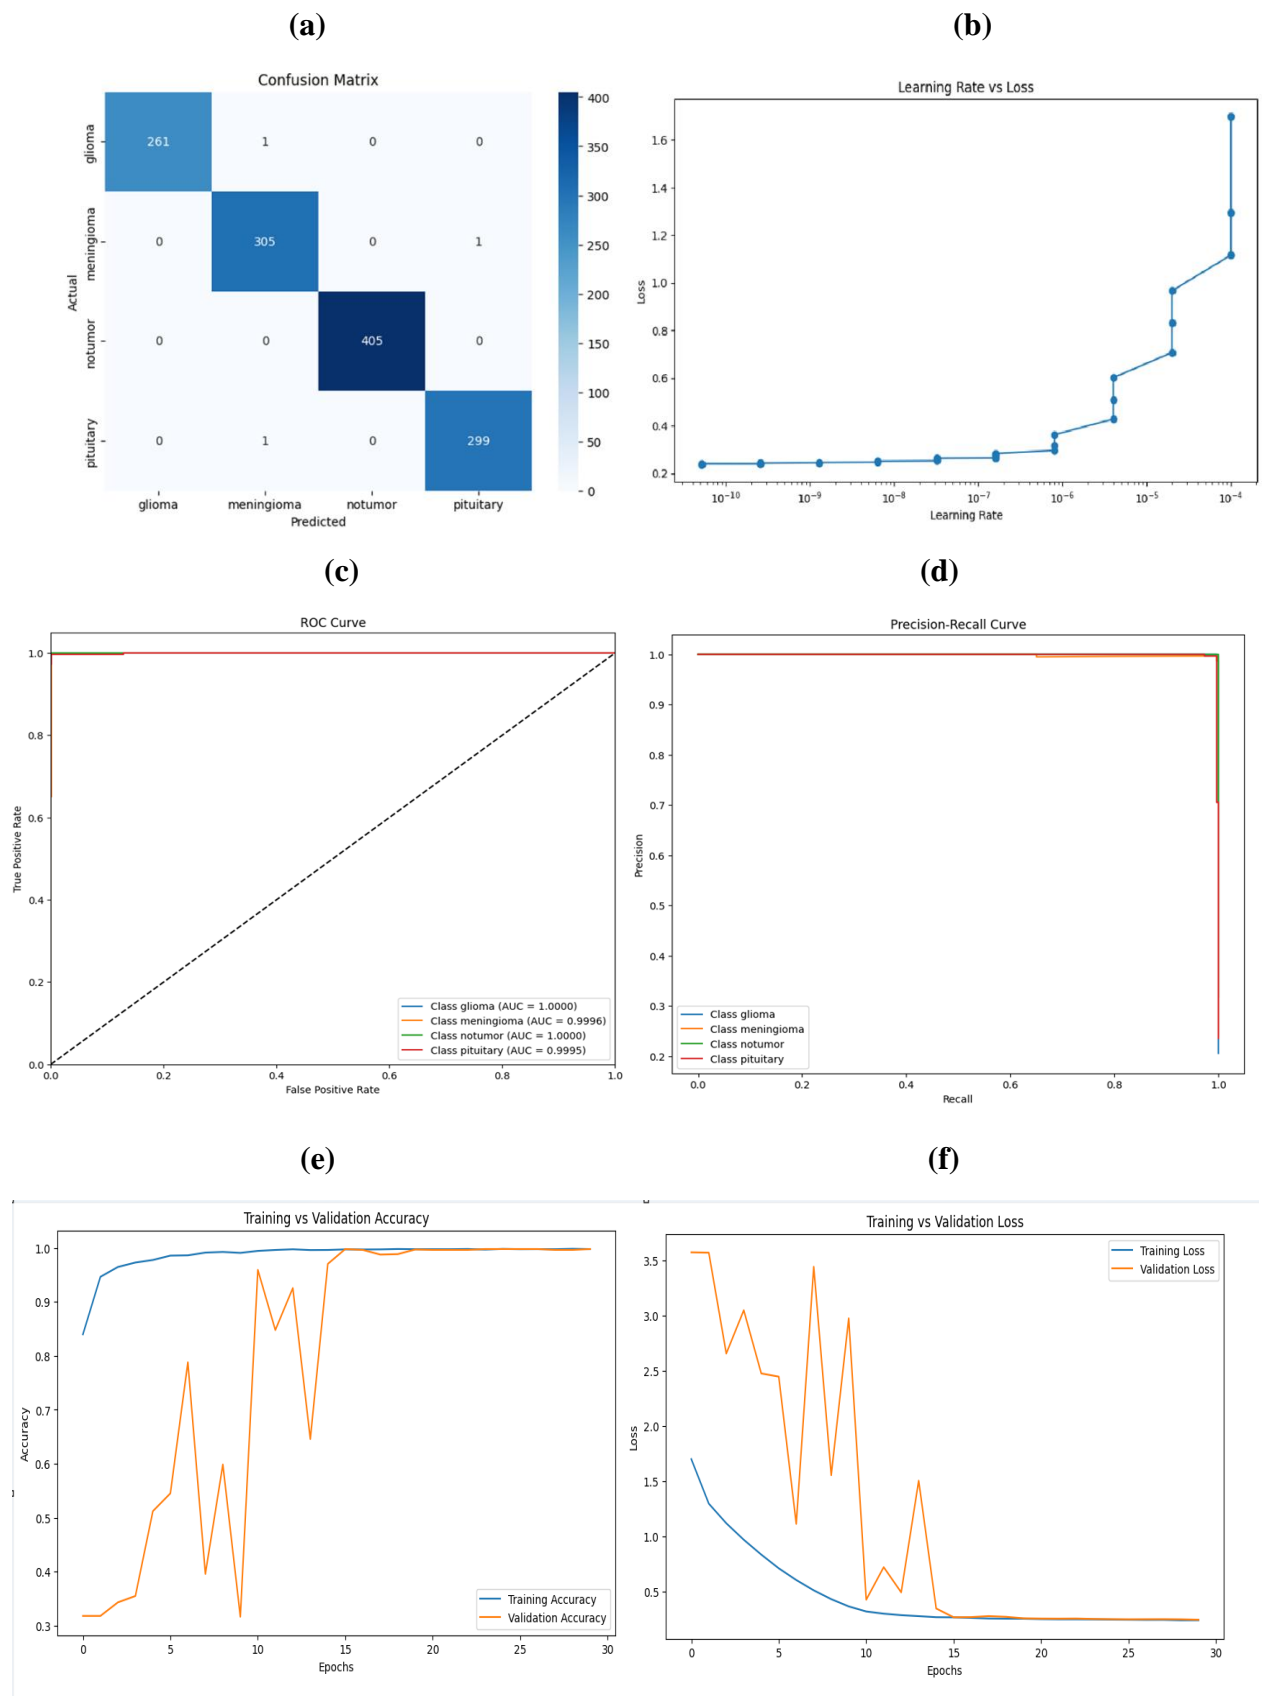 (a)
Confusion Matrix
glioma
meningioma
notumor
pituitary
Actual
261 1 0 0
0 305 0 1
0 0 405 0
0 1 0 299
glioma meningioma notumor pituitary
Predicted
400
350
300
250
200
150
100
50
0
(b)
Learning Rate vs Loss
Loss
1.6
1.4
1.2
1.0
0.8
0.6
0.4
0.2
10⁻¹⁰ 10⁻⁹ 10⁻⁸ 10⁻⁷ 10⁻⁶ 10⁻⁵ 10⁻⁴
Learning Rate
(c)
ROC Curve
True Positive Rate
1.0
0.8
0.6
0.4
0.2
0.0
0.0 0.2 0.4 0.6 0.8 1.0
False Positive Rate
Class glioma (AUC = 1.0000)
Class meningioma (AUC = 0.9996)
Class notumor (AUC = 1.0000)
Class pituitary (AUC = 0.9995)
(d)
Precision-Recall Curve
Precision
1.0
0.9
0.8
0.7
0.6
0.5
0.4
0.3
0.2
0.0 0.2 0.4 0.6 0.8 1.0
Recall
Class glioma
Class meningioma
Class notumor
Class pituitary
(e)
Training vs Validation Accuracy
Accuracy
1.0
0.9
0.8
0.7
0.6
0.5
0.4
0.3
0 5 10 15 20 25 30
Epochs
Training Accuracy
Validation Accuracy
(f)
Training vs Validation Loss
Loss
3.5
3.0
2.5
2.0
1.5
1.0
0.5
0 5 10 15 20 25 30
Epochs
Training Loss
Validation Loss